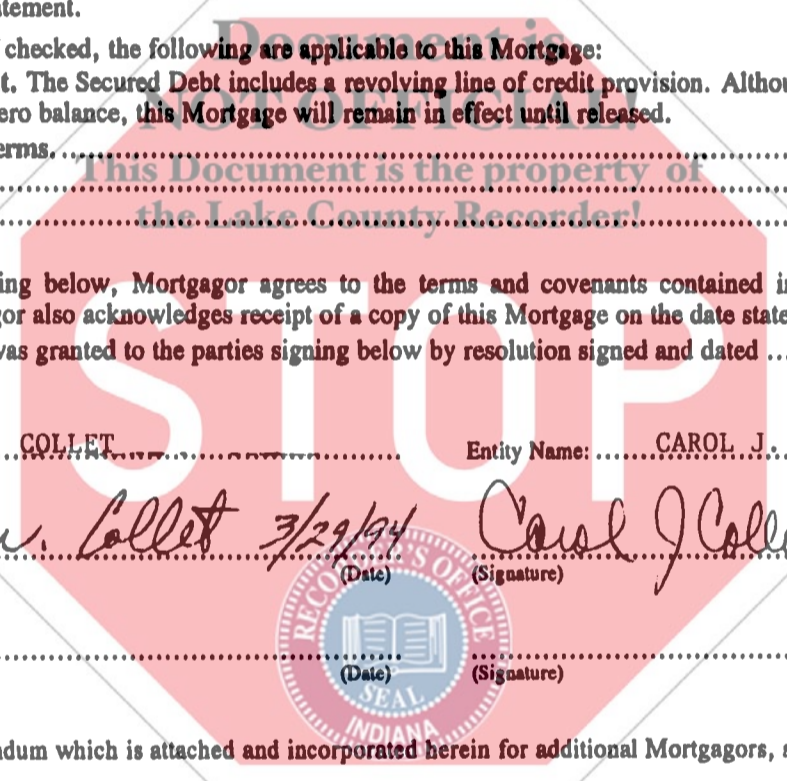 atement.
f checked, the following are applicable to this Mortgage:
t. The Secured Debt includes a revolving line of credit provision. Althou
ero balance, this Mortgage will remain in effect until released.
erms.
Document is
NOT OFFICIAL!
This Document is the property of
the Lake County Recorder!
ing below, Mortgagor agrees to the terms and covenants contained in
gor also acknowledges receipt of a copy of this Mortgage on the date state
was granted to the parties signing below by resolution signed and dated ...
STOP
COLLET
Entity Name: CAROL J.
w. Collet 3/29/94 Carol J Colle
(Date) (Signature)
RECORDER'S OFFICE
(Date) (Signature)
SEAL
INDIANA
ndum which is attached and incorporated herein for additional Mortgagors, s